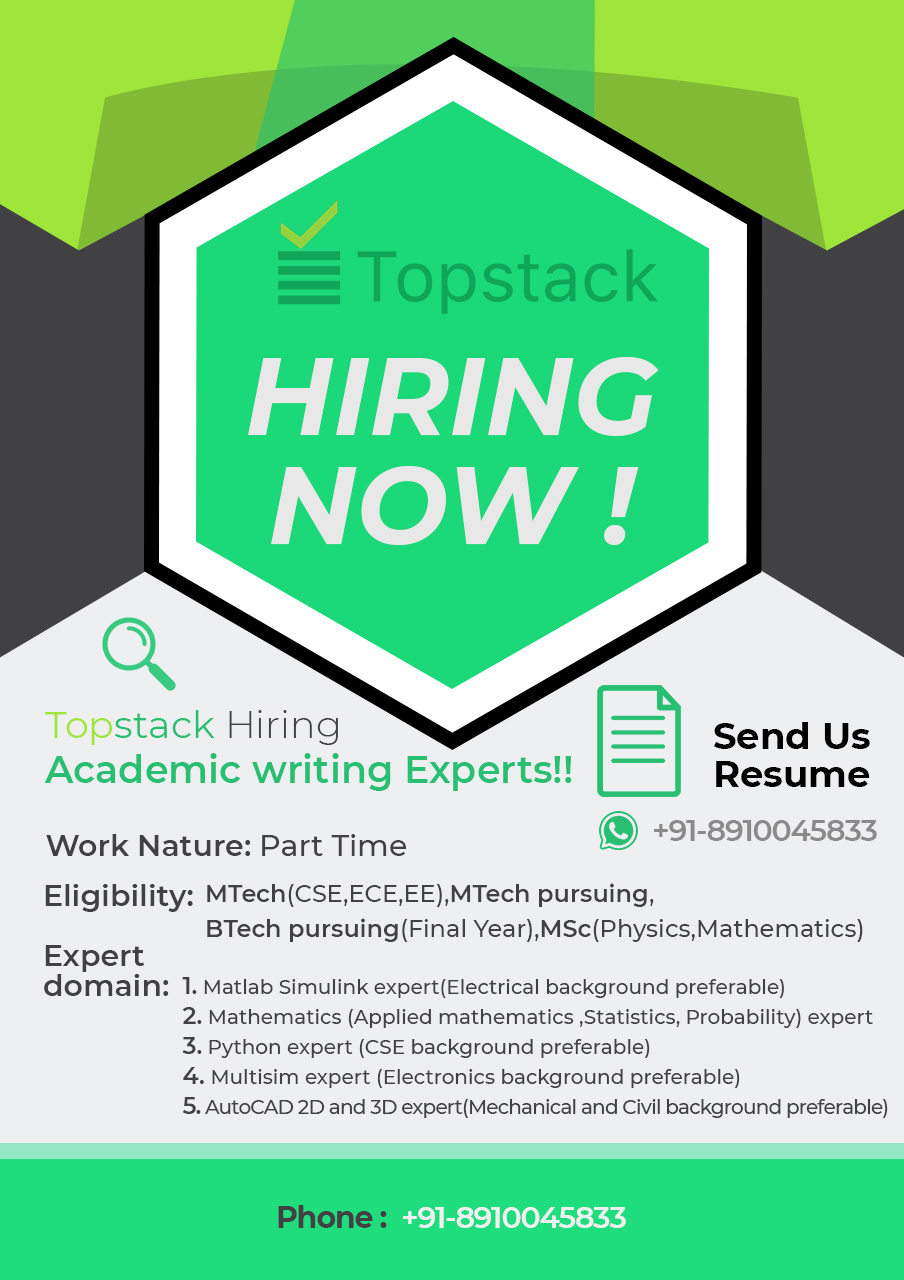 Topstack
HIRING
NOW !
Topstack Hiring
Academic writing Experts!!
Send Us
Resume
+91-8910045833
Work Nature: Part Time
Eligibility: MTech(CSE,ECE,EE),MTech pursuing,
BTech pursuing(Final Year),MSc(Physics,Mathematics)
Expert
domain:
1. Matlab Simulink expert(Electrical background preferable)
2. Mathematics (Applied mathematics ,Statistics, Probability) expert
3. Python expert (CSE background preferable)
4. Multisim expert (Electronics background preferable)
5. AutoCAD 2D and 3D expert(Mechanical and Civil background preferable)
Phone : +91-8910045833